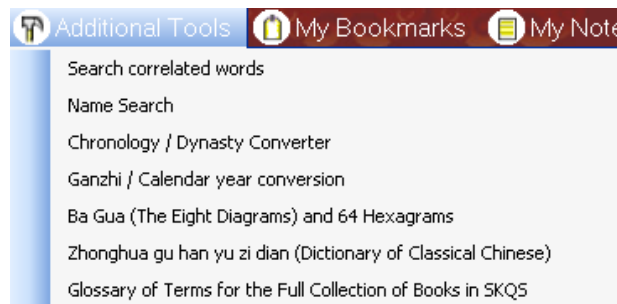 Additional Tools My Bookmarks My Note
Search correlated words
Name Search
Chronology / Dynasty Converter
Ganzhi / Calendar year conversion
Ba Gua (The Eight Diagrams) and 64 Hexagrams
Zhonghua gu han yu zi dian (Dictionary of Classical Chinese)
Glossary of Terms for the Full Collection of Books in SKQS